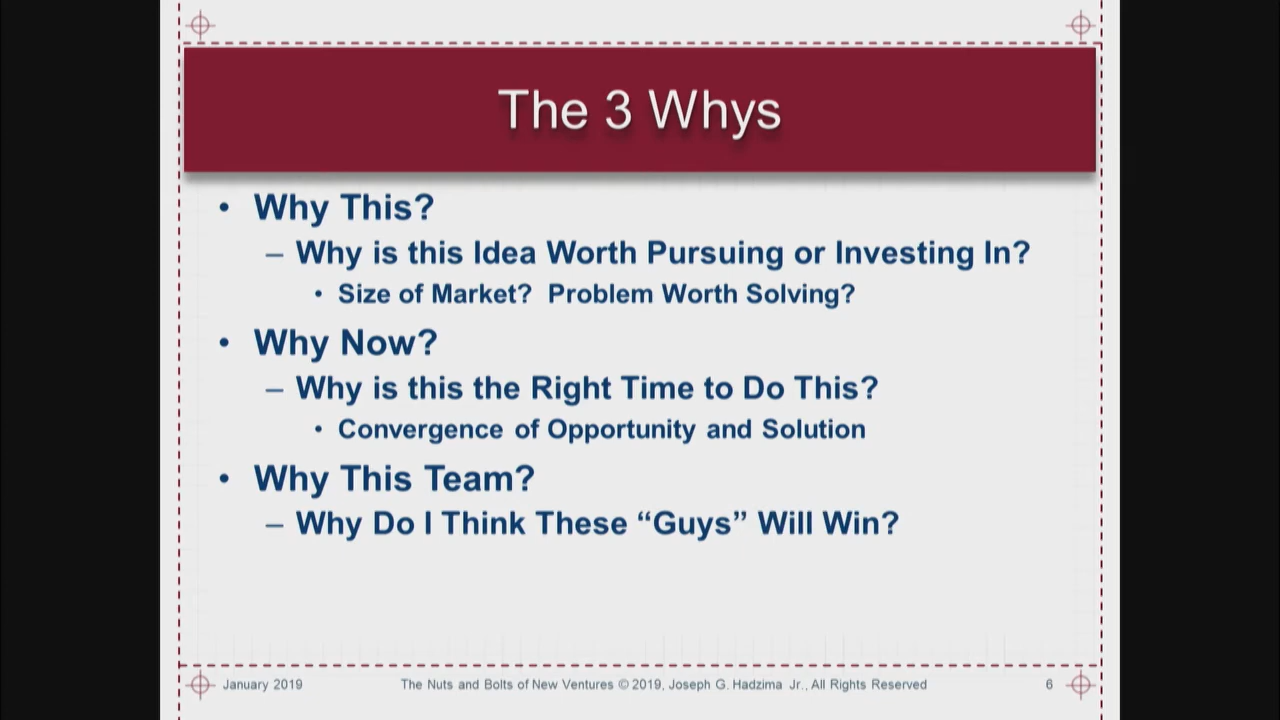 The 3 Whys
• Why This?
– Why is this Idea Worth Pursuing or Investing In?
• Size of Market?  Problem Worth Solving?
• Why Now?
– Why is this the Right Time to Do This?
• Convergence of Opportunity and Solution
• Why This Team?
– Why Do I Think These “Guys” Will Win?
January 2019 The Nuts and Bolts of New Ventures © 2019, Joseph G. Hadzima Jr., All Rights Reserved 6